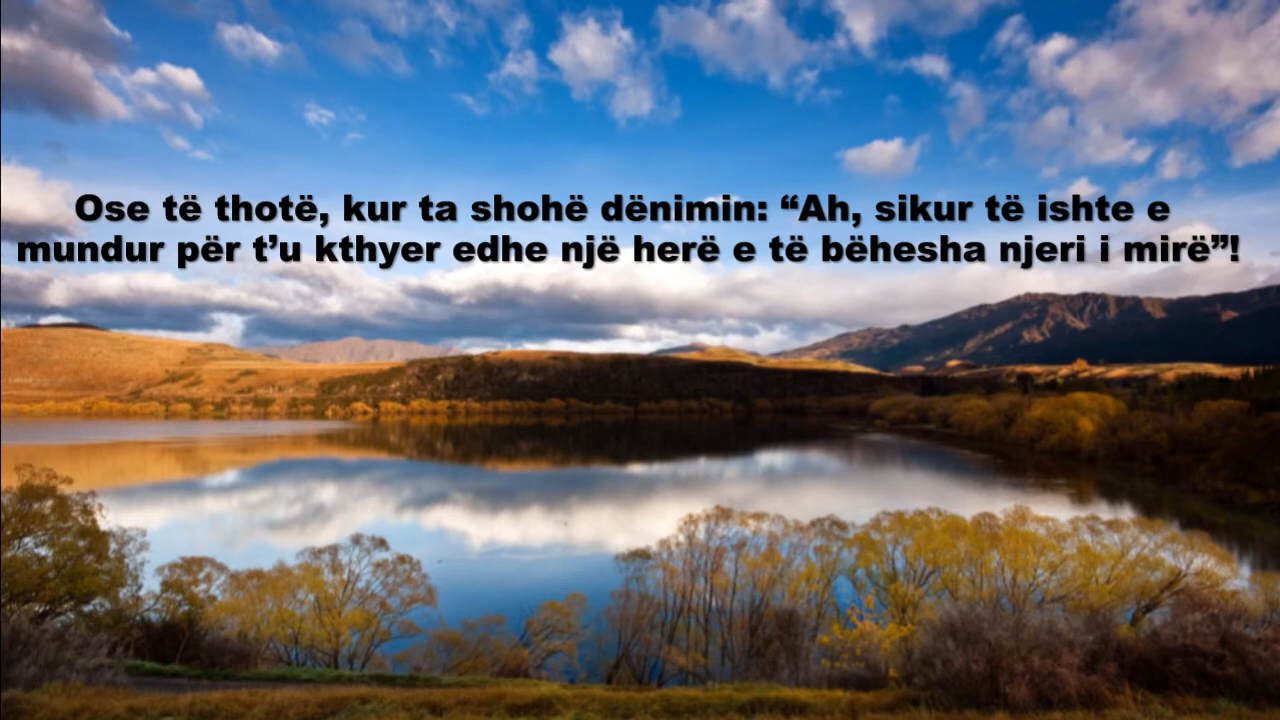 Ose të thotë, kur ta shohë dënimin: “Ah, sikur të ishte e
mundur për t’u kthyer edhe një herë e të bëhesha njeri i mirë”!